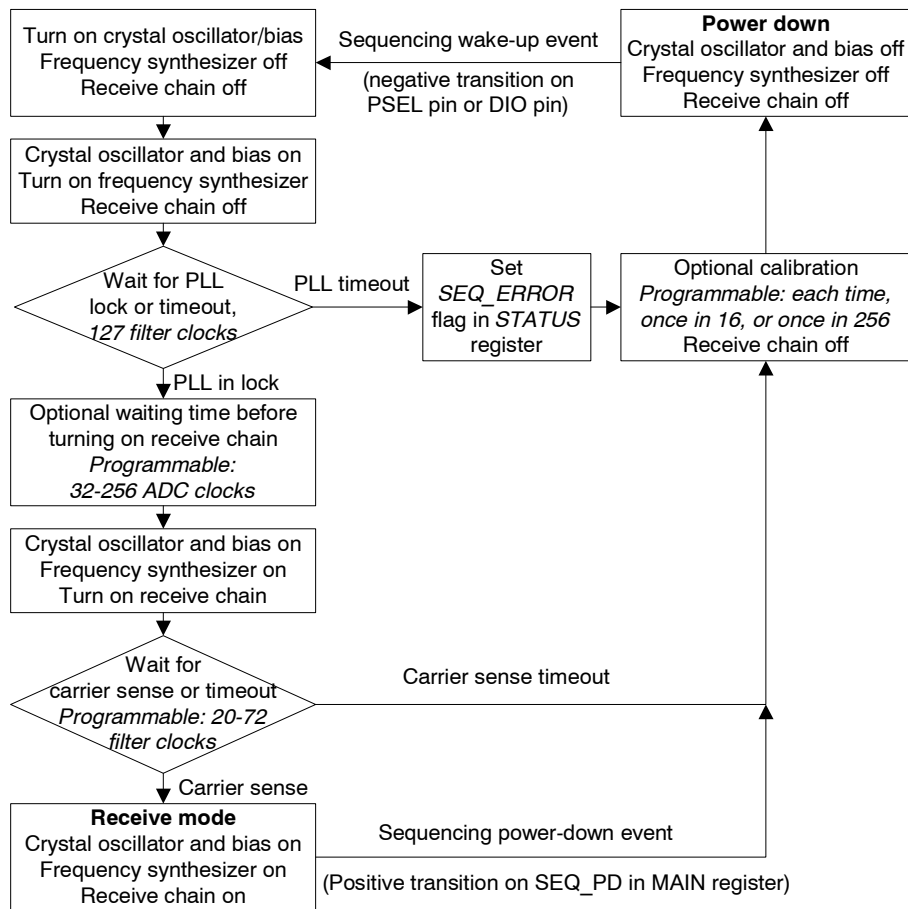 Turn on crystal oscillator/bias
Frequency synthesizer off
Receive chain off
Sequencing wake-up event
(negative transition on
PSEL pin or DIO pin)
Power down
Crystal oscillator and bias off
Frequency synthesizer off
Receive chain off
Crystal oscillator and bias on
Turn on frequency synthesizer
Receive chain off
Wait for PLL
lock or timeout,
127 filter clocks
PLL timeout
Set
SEQ_ERROR
flag in STATUS
register
Optional calibration
Programmable: each time,
once in 16, or once in 256
Receive chain off
PLL in lock
Optional waiting time before
turning on receive chain
Programmable:
32-256 ADC clocks
Crystal oscillator and bias on
Frequency synthesizer on
Turn on receive chain
Wait for
carrier sense or timeout
Programmable: 20-72
filter clocks
Carrier sense timeout
Carrier sense
Receive mode
Crystal oscillator and bias on
Frequency synthesizer on
Receive chain on
Sequencing power-down event
(Positive transition on SEQ_PD in MAIN register)